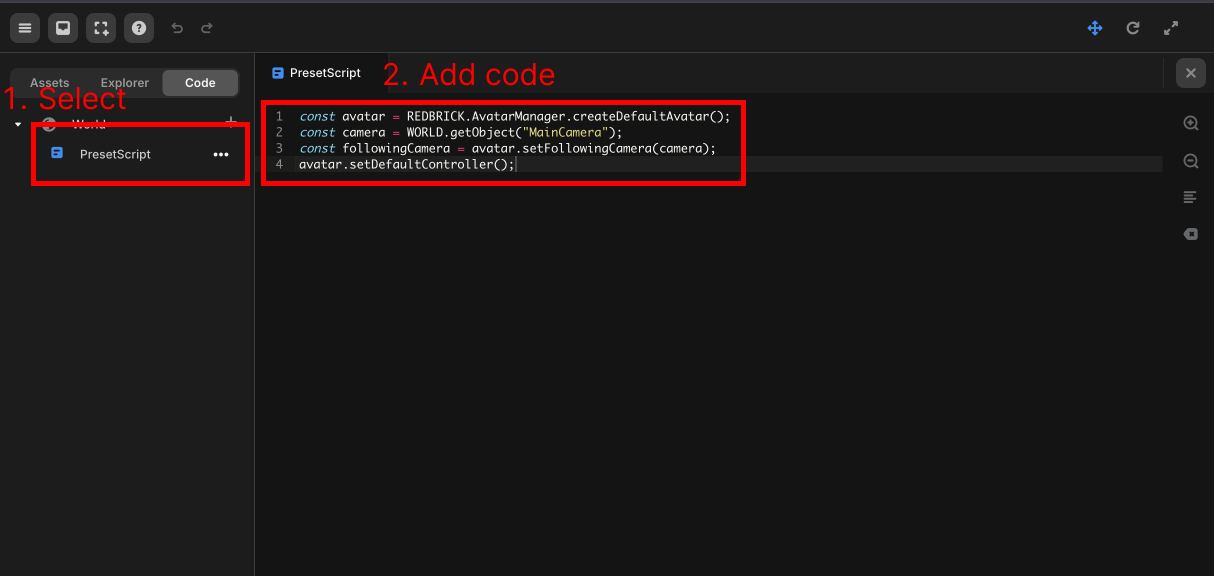 Assets Explorer Code
1. Select
World
PresetScript
PresetScript
2. Add code
1 const avatar = REDBRICK.AvatarManager.createDefaultAvatar();
2 const camera = WORLD.getObject("MainCamera");
3 const followingCamera = avatar.setFollowingCamera(camera);
4 avatar.setDefaultController();